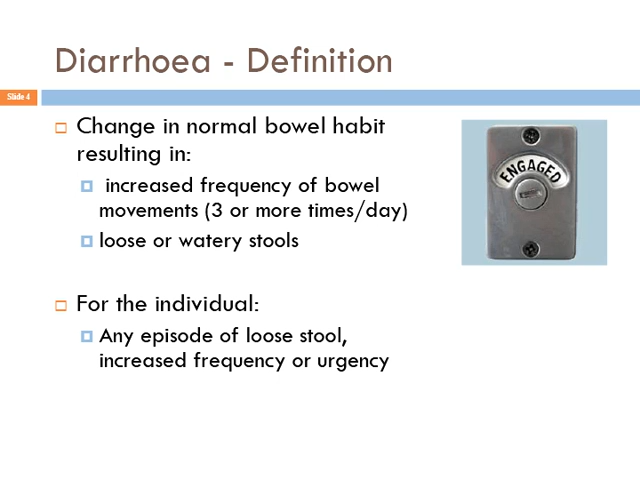 Diarrhoea - Definition
Slide 4
Change in normal bowel habit
resulting in:
increased frequency of bowel
movements (3 or more times/day)
loose or watery stools
ENGAGED
For the individual:
Any episode of loose stool,
increased frequency or urgency